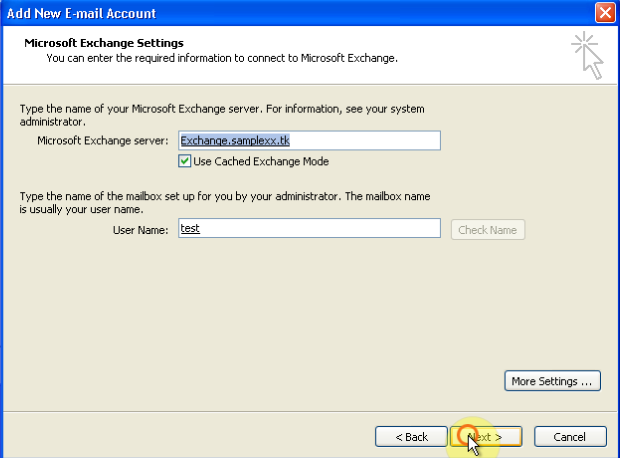 Add New E-mail Account
Microsoft Exchange Settings
You can enter the required information to connect to Microsoft Exchange.
Type the name of your Microsoft Exchange server. For information, see your system
administrator.
Microsoft Exchange server: Exchange.samplexx.tk
Use Cached Exchange Mode
Type the name of the mailbox set up for you by your administrator. The mailbox name
is usually your user name.
User Name: test Check Name
More Settings ...
< Back Next > Cancel